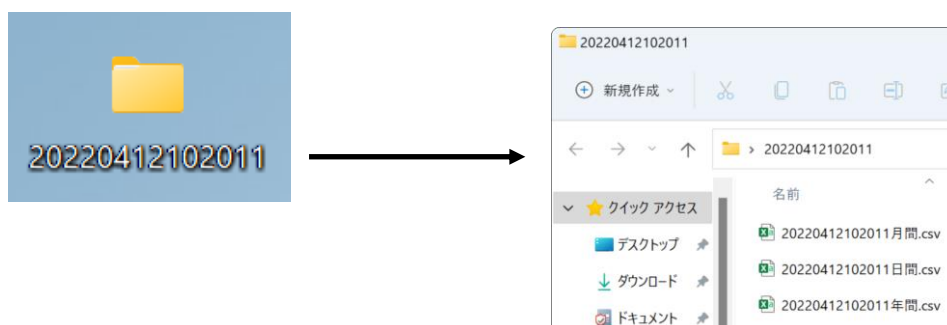 20220412102011
20220412102011
新規作成
20220412102011
名前
クイック アクセス
デスクトップ
ダウンロード
ドキュメント
20220412102011月間.csv
20220412102011日間.csv
20220412102011年間.csv